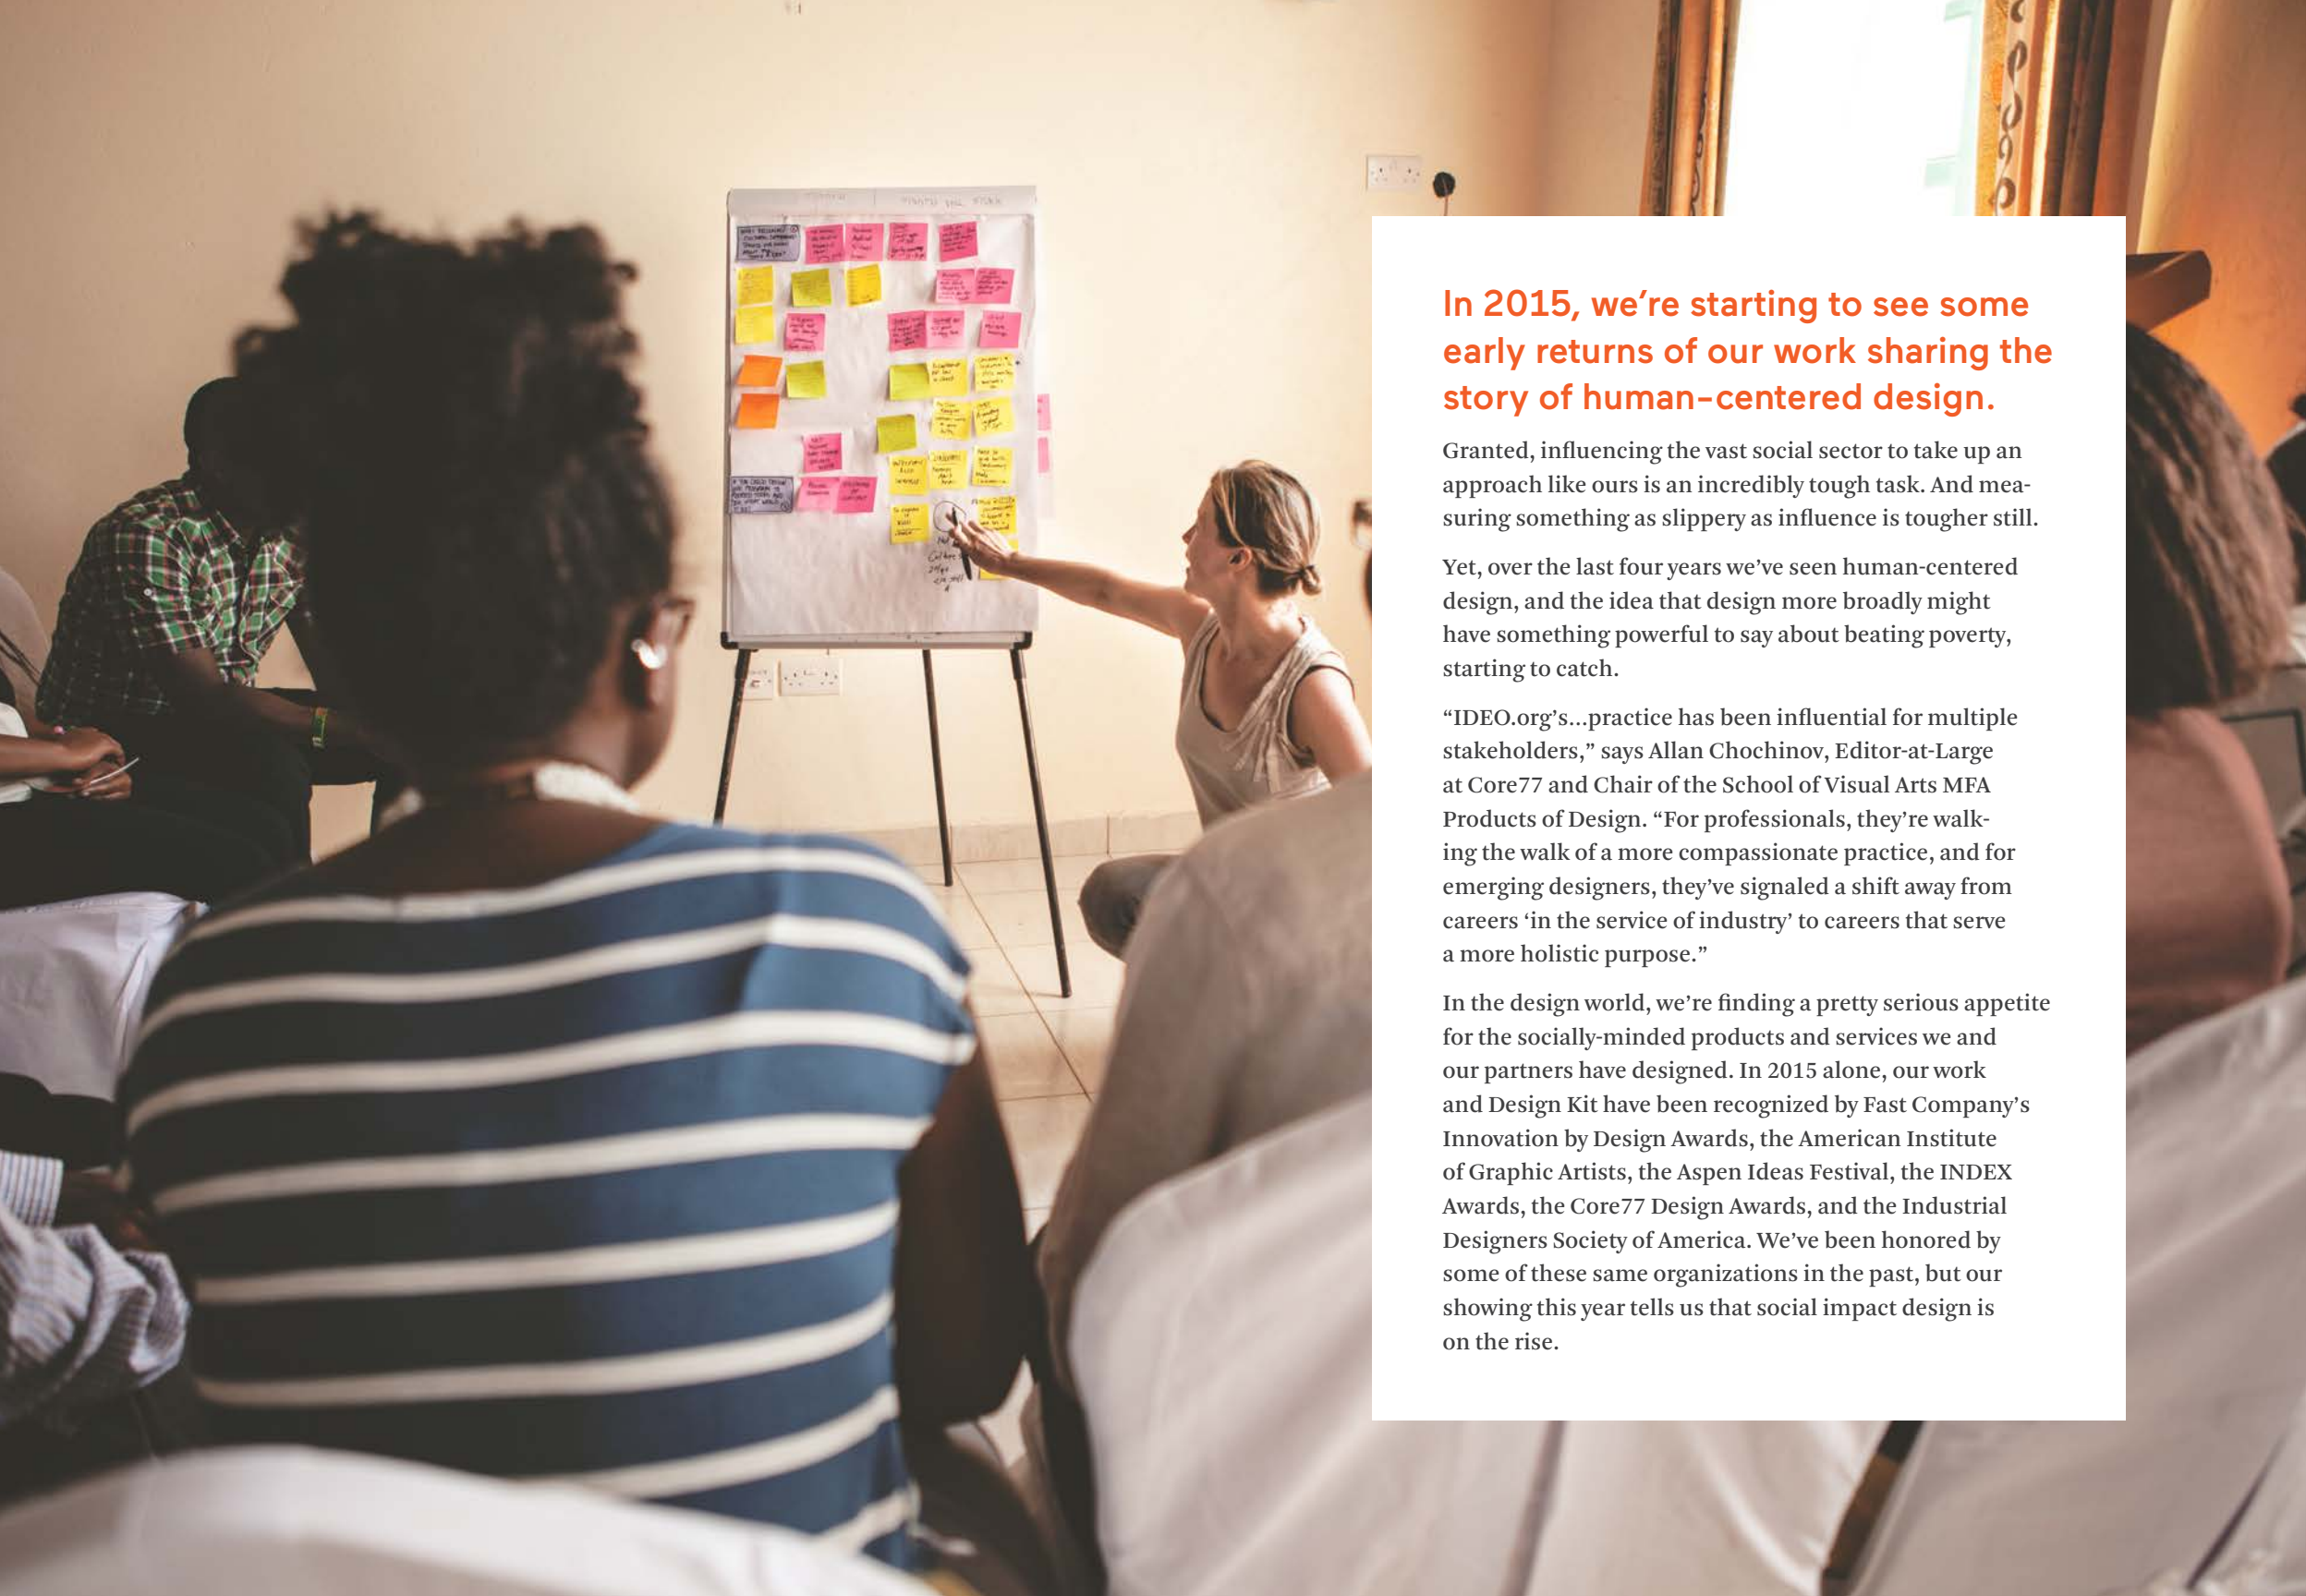 In 2015, we’re starting to see some
early returns of our work sharing the
story of human-centered design.
Granted, influencing the vast social sector to take up an
approach like ours is an incredibly tough task. And mea-
suring something as slippery as influence is tougher still.
Yet, over the last four years we’ve seen human-centered
design, and the idea that design more broadly might
have something powerful to say about beating poverty,
starting to catch.
“IDEO.org’s...practice has been influential for multiple
stakeholders,” says Allan Chochinov, Editor-at-Large
at Core77 and Chair of the School of Visual Arts MFA
Products of Design. “For professionals, they’re walk-
ing the walk of a more compassionate practice, and for
emerging designers, they’ve signaled a shift away from
careers ‘in the service of industry’ to careers that serve
a more holistic purpose.”
In the design world, we’re finding a pretty serious appetite
for the socially-minded products and services we and
our partners have designed. In 2015 alone, our work
and Design Kit have been recognized by Fast Company’s
Innovation by Design Awards, the American Institute
of Graphic Artists, the Aspen Ideas Festival, the INDEX
Awards, the Core77 Design Awards, and the Industrial
Designers Society of America. We’ve been honored by
some of these same organizations in the past, but our
showing this year tells us that social impact design is
on the rise.